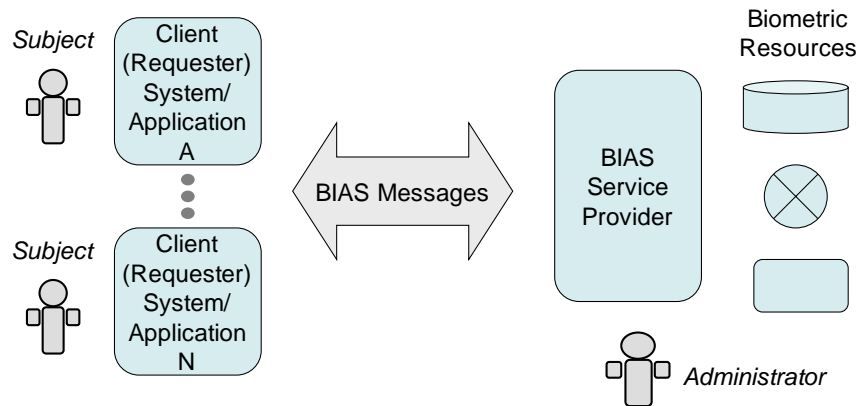 Subject
Client
(Requester)
System/
Application
A
Subject
Client
(Requester)
System/
Application
N
BIAS Messages
BIAS
Service
Provider
Biometric
Resources
Administrator